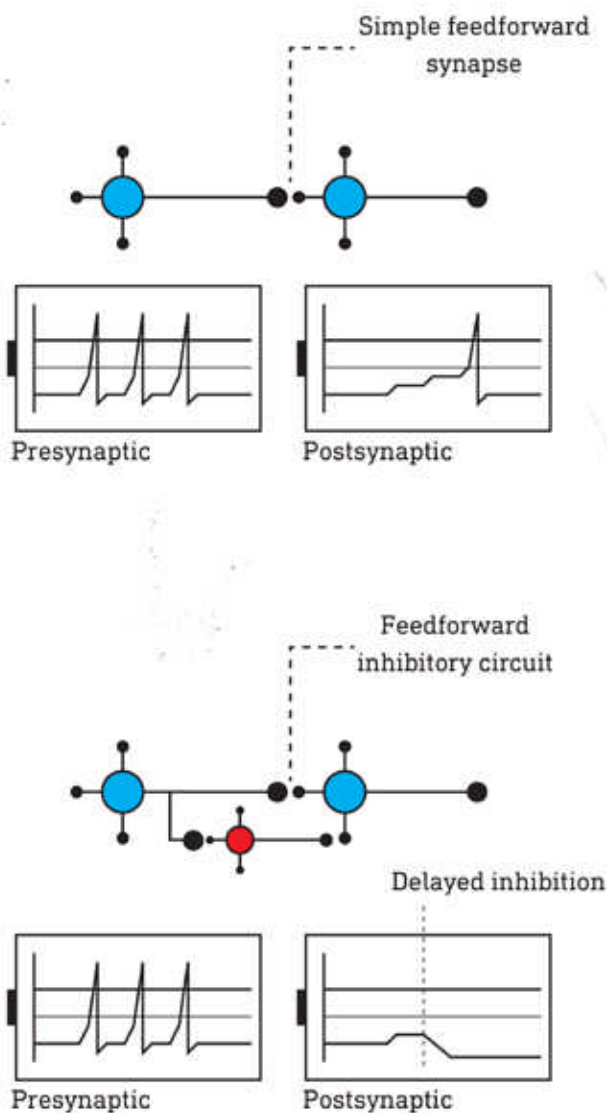 Simple feedforward
synapse
Presynaptic
Postsynaptic
Feedforward
inhibitory circuit
Delayed inhibition
Presynaptic
Postsynaptic